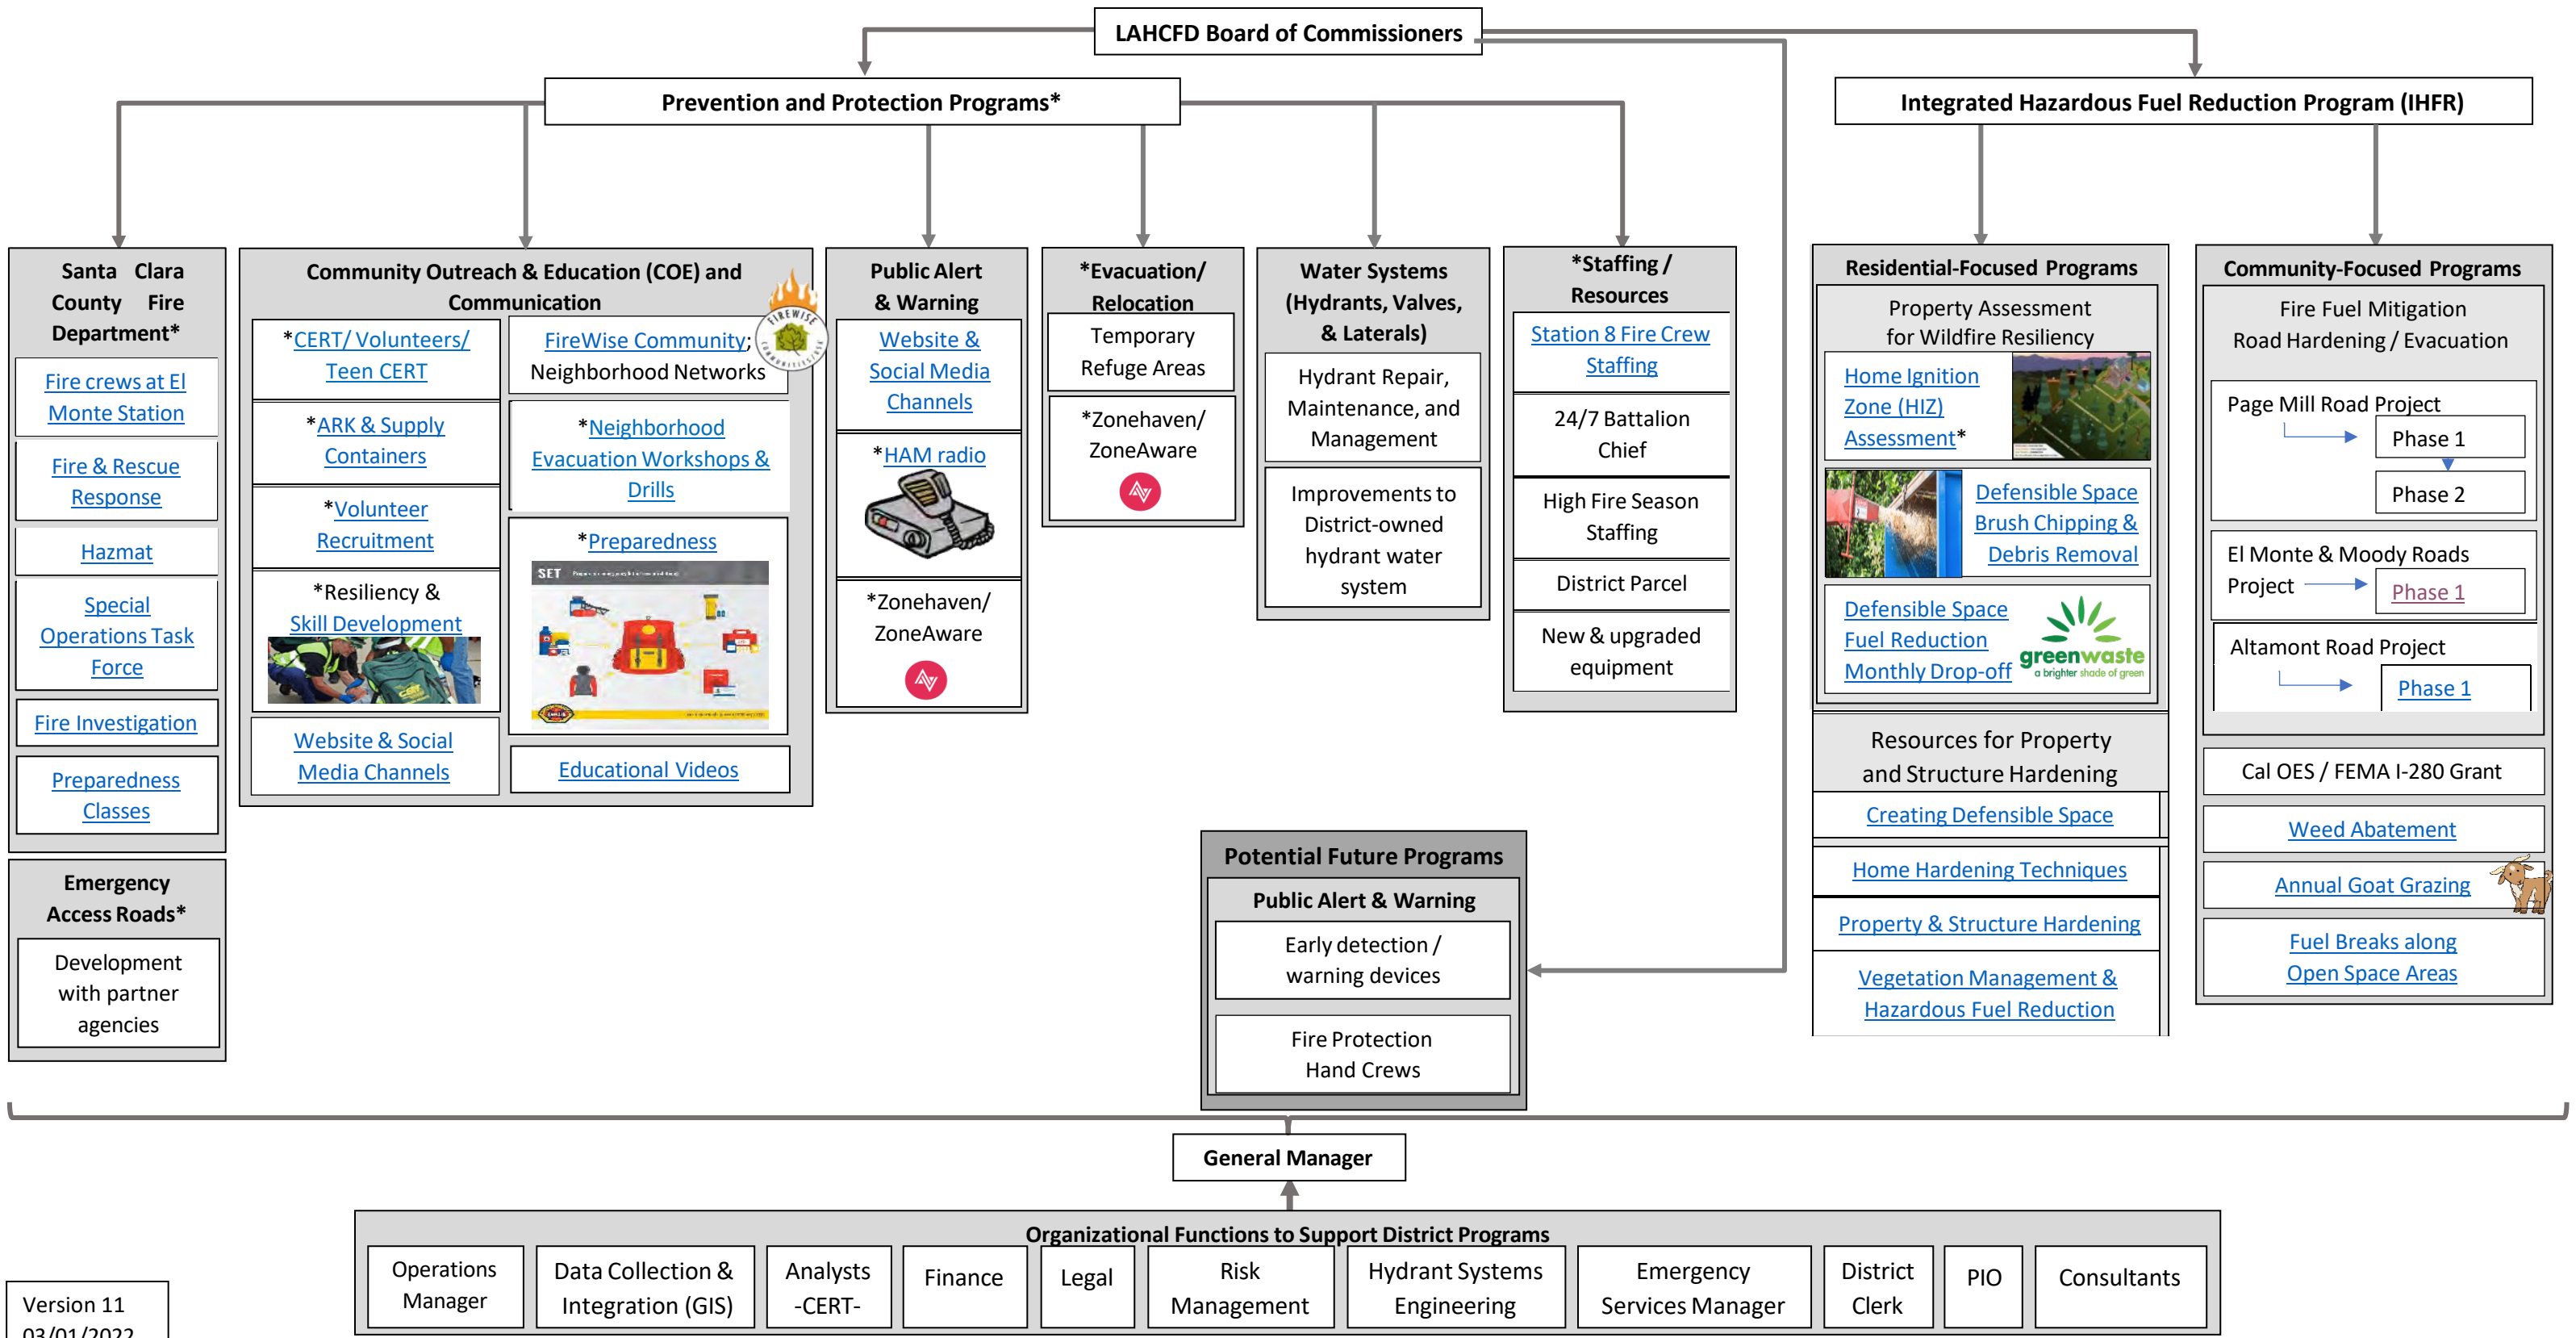 LAHCFD Board of Commissioners
Prevention and Protection Programs*
Integrated Hazardous Fuel Reduction Program (IHFR)
Santa Clara
County Fire
Department*
Fire crews at El
Monte Station
Fire & Rescue
Response
Hazmat
Special
Operations Task
Force
Fire Investigation
Preparedness
Classes
Emergency
Access Roads*
Development
with partner
agencies
Community Outreach & Education (COE) and
Communication
*CERT/ Volunteers/
Teen CERT
*ARK & Supply
Containers
*Volunteer
Recruitment
*Resiliency &
Skill Development
Website & Social
Media Channels
FIREWISE
FireWise Community;
Neighborhood Networks
*Neighborhood
Evacuation Workshops &
Drills
*Preparedness
SET
Educational Videos
Public Alert
& Warning
Website &
Social Media
Channels
*HAM radio
*Zonehaven/
ZoneAware
*Evacuation/
Relocation
Temporary
Refuge Areas
*Zonehaven/
ZoneAware
Water Systems
(Hydrants, Valves,
& Laterals)
Hydrant Repair,
Maintenance, and
Management
Improvements to
District-owned
hydrant water
system
*Staffing /
Resources
Station 8 Fire Crew
Staffing
24/7 Battalion
Chief
High Fire Season
Staffing
District Parcel
New & upgraded
equipment
Potential Future Programs
Public Alert & Warning
Early detection /
warning devices
Fire Protection
Hand Crews
Residential-Focused Programs
Property Assessment
for Wildfire Resiliency
Home Ignition
Zone (HIZ)
Assessment*
Defensible Space
Brush Chipping &
Debris Removal
Defensible Space
Fuel Reduction
Monthly Drop-off
greenwaste
a brighter shade of green
Resources for Property
and Structure Hardening
Creating Defensible Space
Home Hardening Techniques
Property & Structure Hardening
Vegetation Management &
Hazardous Fuel Reduction
Community-Focused Programs
Fire Fuel Mitigation
Road Hardening / Evacuation
Page Mill Road Project
Phase 1
Phase 2
El Monte & Moody Roads
Project
Phase 1
Altamont Road Project
Phase 1
Cal OES / FEMA I-280 Grant
Weed Abatement
Annual Goat Grazing
Fuel Breaks along
Open Space Areas
General Manager
Organizational Functions to Support District Programs
Operations
Manager
Data Collection &
Integration (GIS)
Analysts
-CERT-
Finance
Legal
Risk
Management
Hydrant Systems
Engineering
Emergency
Services Manager
District
Clerk
PIO
Consultants
Version 11
03/01/2022